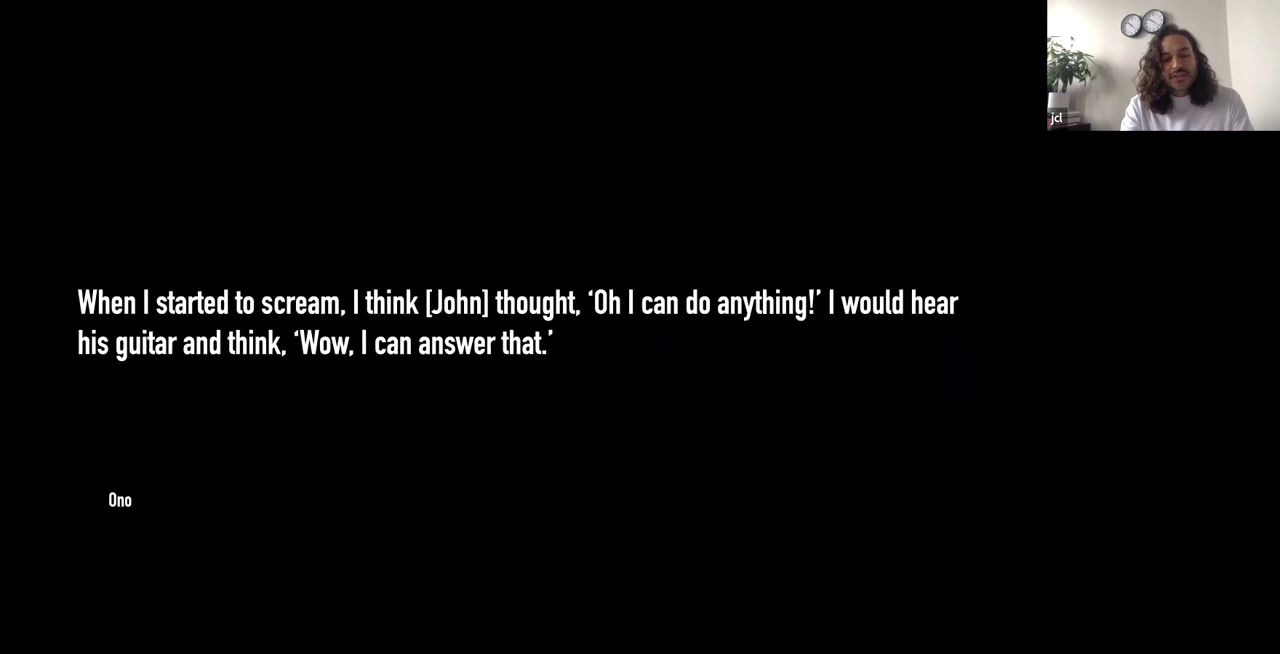 jcl
When I started to scream, I think [John] thought, ‘Oh I can do anything!’ I would hear
his guitar and think, ‘Wow, I can answer that.’
Ono